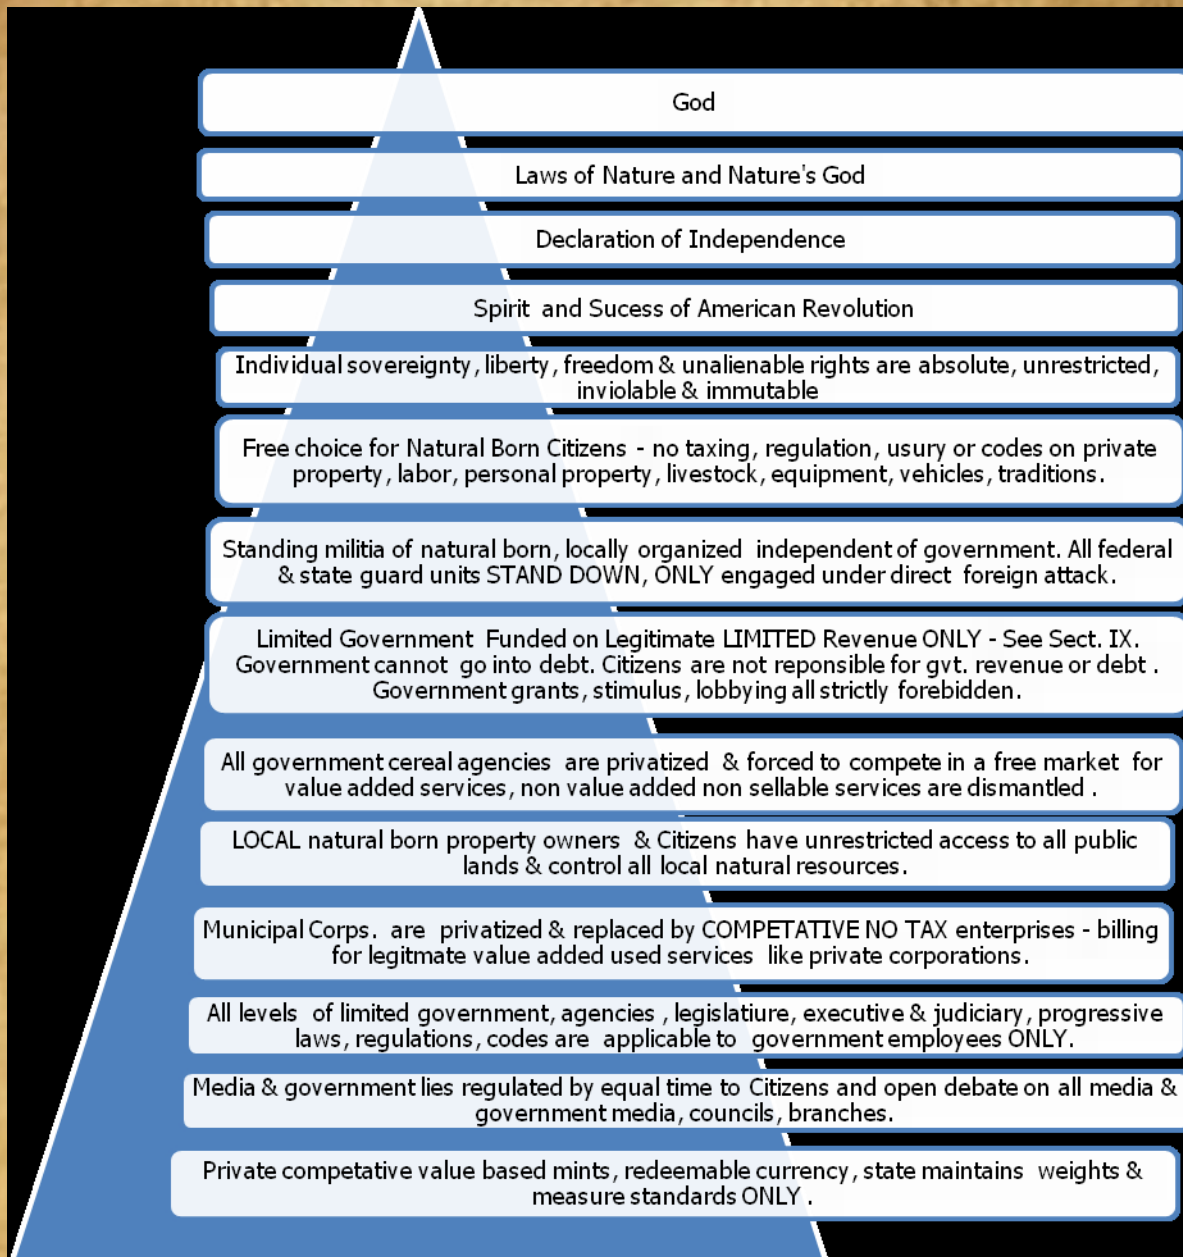 God
Laws of Nature and Nature's God
Declaration of Independence
Spirit and Sucess of American Revolution
Individual sovereignty, liberty, freedom & unalienable rights are absolute, unrestricted,
inviolable & immutable
Free choice for Natural Born Citizens - no taxing, regulation, usury or codes on private
property, labor, personal property, livestock, equipment, vehicles, traditions.
Standing militia of natural born, locally organized independent of government. All federal
& state guard units STAND DOWN, ONLY engaged under direct foreign attack.
Limited Government Funded on Legitimate LIMITED Revenue ONLY - See Sect. IX.
Government cannot go into debt. Citizens are not reponsible for gvt. revenue or debt .
Government grants, stimulus, lobbying all strictly forebidden.
All government cereal agencies are privatized & forced to compete in a free market for
value added services, non value added non sellable services are dismantled .
LOCAL natural born property owners & Citizens have unrestricted access to all public
lands & control all local natural resources.
Municipal Corps. are privatized & replaced by COMPETATIVE NO TAX enterprises - billing
for legitmate value added used services like private corporations.
All levels of limited government, agencies , legislatiure, executive & judiciary, progressive
laws, regulations, codes are applicable to government employees ONLY.
Media & government lies regulated by equal time to Citizens and open debate on all media &
government media, councils, branches.
Private competative value based mints, redeemable currency, state maintains weights &
measure standards ONLY .